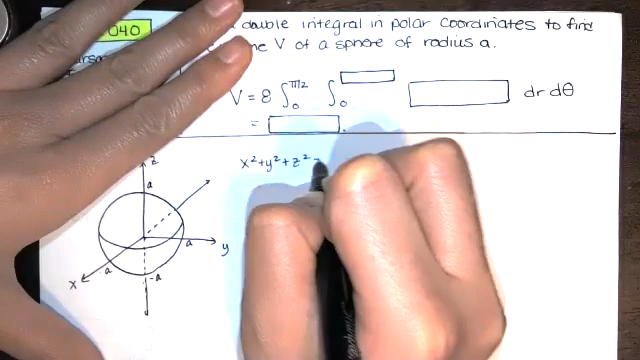 040
double integral in polar coordinates to find
V of a sphere of radius a.
V = 8 ∫₀^π/2 ∫₀ dr dθ
= .
z
a
x² + y² + z² =
a
y
x
a
-a